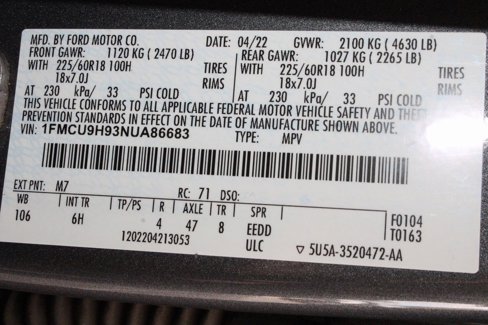 MFD. BY FORD MOTOR CO. DATE: 04/22 GVWR: 2100 KG ( 4630 LB)
FRONT GAWR: 1120 KG ( 2470 LB) REAR GAWR: 1027 KG ( 2265 LB)
WITH 225/60R18 100H TIRES WITH 225/60R18 100H TIRES
18x7.0J RIMS 18x7.0J RIMS
AT 230 kPa/ 33 PSI COLD AT 230 kPa/ 33 PSI COLD
THIS VEHICLE CONFORMS TO ALL APPLICABLE FEDERAL MOTOR VEHICLE SAFETY AND THEFT
PREVENTION STANDARDS IN EFFECT ON THE DATE OF MANUFACTURE SHOWN ABOVE.
VIN: 1FMCU9H93NUA86683 TYPE: MPV
EXT PNT: M7 RC: 71 DSO:
WB INT TR TP/PS R AXLE TR SPR F0104
106 6H 4 47 8 EEDD T0163
1202204213053 ULC ▽ 5U5A-3520472-AA